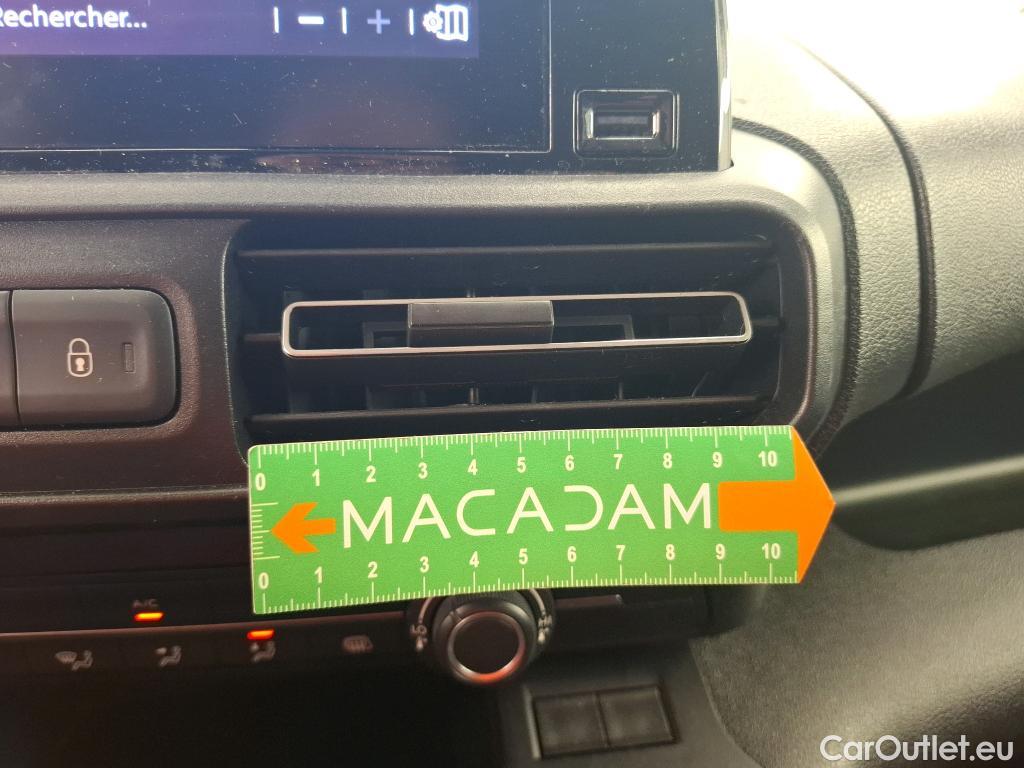 Rechercher...
0 1 2 3 4 5 6 7 8 9 10
MACADAM
0 1 2 3 4 5 6 7 8 9 10
A/C
CarOutlet.eu